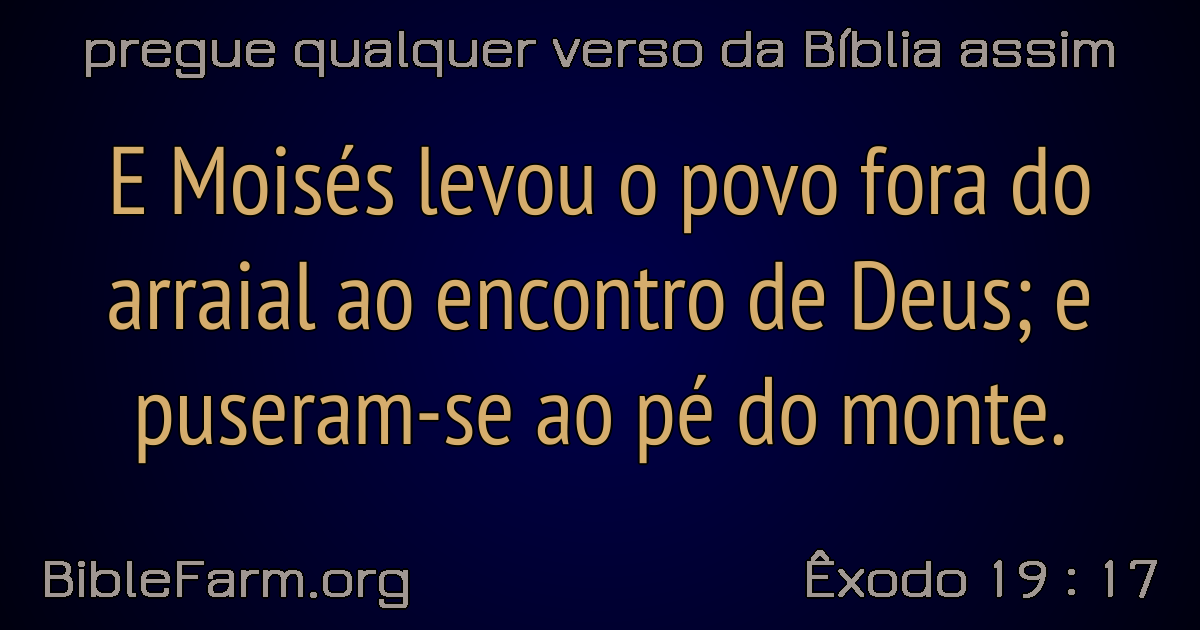 pregue qualquer verso da Bíblia assim
E Moisés levou o povo fora do
arraial ao encontro de Deus; e
puseram-se ao pé do monte.
BibleFarm.org
Êxodo 19 : 17